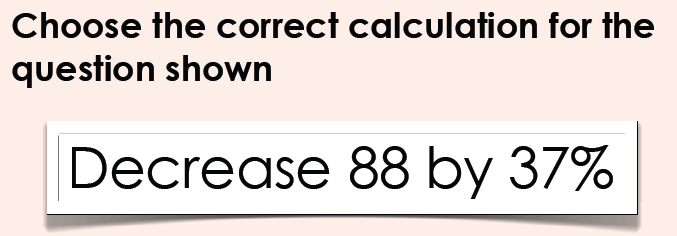 Choose the correct calculation for the
question shown
Decrease 88 by 37%